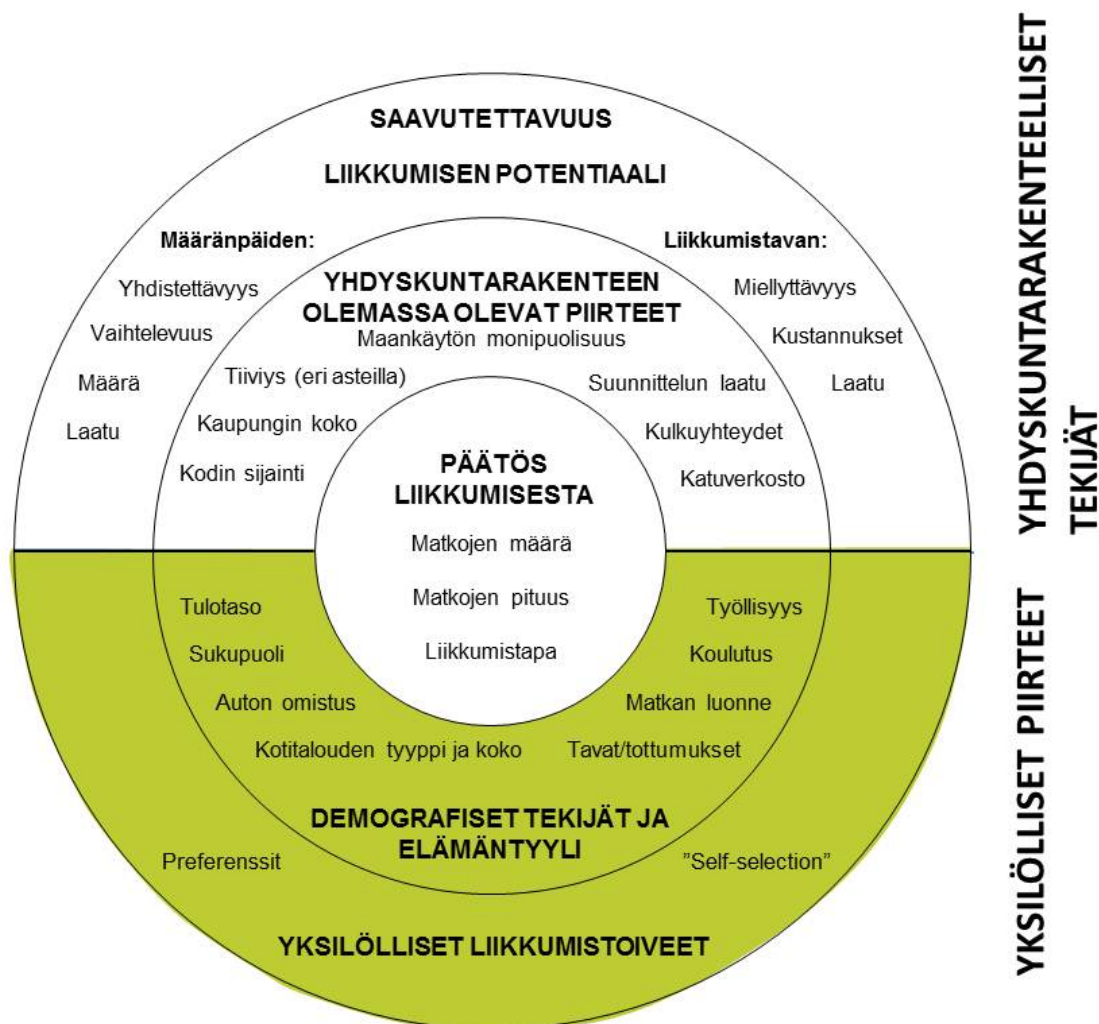 SAAVUTETTAVUUS
LIIKKUMISEN POTENTIAALI
Määränpäiden:
Yhdistettävyys
Vaihtelevuus
Määrä
Laatu
Liikkumistavan:
Miellyttävyys
Kustannukset
Laatu
YHDYSKUNTARAKENTEEN
OLEMASSA OLEVAT PIIRTEET
Maankäytön monipuolisuus
Tiiviys (eri asteilla)
Kaupungin koko
Kodin sijainti
Suunnittelun laatu
Kulkuyhteydet
Katuverkosto
PÄÄTÖS
LIIKKUMISESTA
Matkojen määrä
Matkojen pituus
Liikkumistapa
Tulotaso
Sukupuoli
Auton omistus
Kotitalouden tyyppi ja koko
Työllisyys
Koulutus
Matkan luonne
Tavat/tottumukset
DEMOGRAFISET TEKIJÄT JA
ELÄMÄNTYYLI
Preferenssit
”Self-selection”
YKSILÖLLISET LIIKKUMISTOIVEET
YHDYSKUNTARAKENTEELLISET
TEKIJÄT
YKSILÖLLISET PIIRTEET